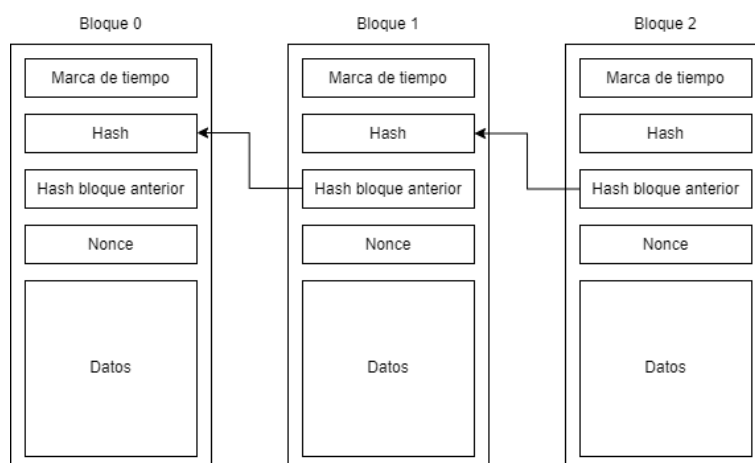 Bloque 0
Marca de tiempo
Hash
Hash bloque anterior
Nonce
Datos
Bloque 1
Marca de tiempo
Hash
Hash bloque anterior
Nonce
Datos
Bloque 2
Marca de tiempo
Hash
Hash bloque anterior
Nonce
Datos